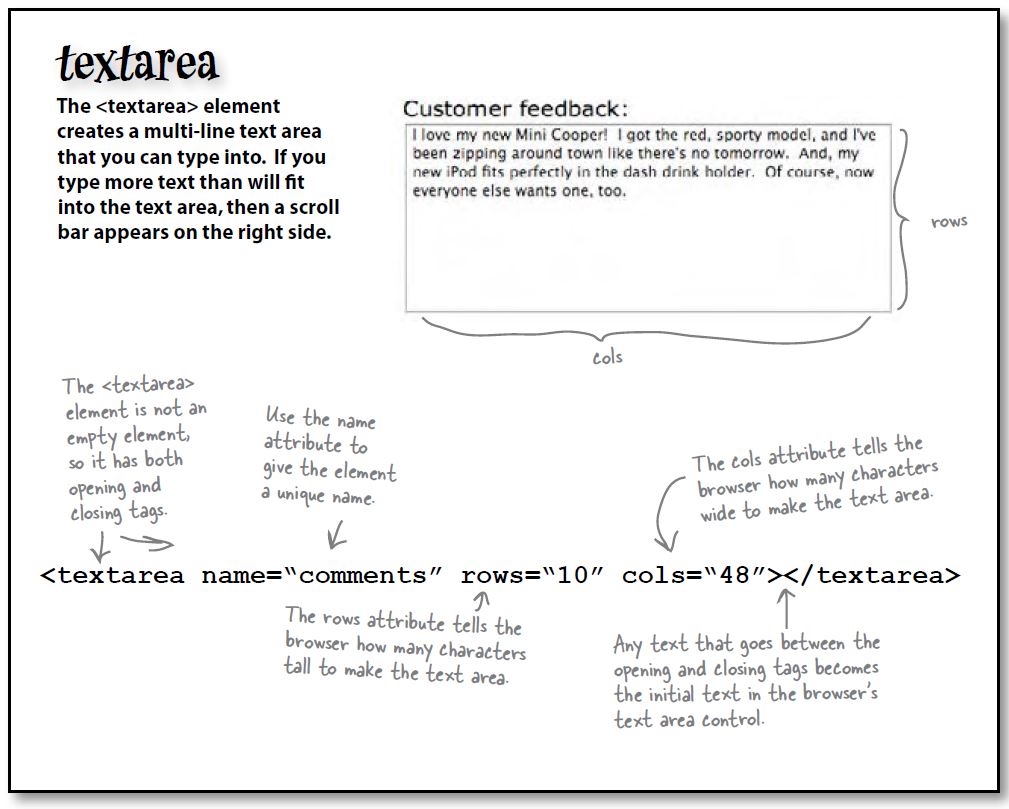 textarea
The <textarea> element
creates a multi-line text area
that you can type into. If you
type more text than will fit
into the text area, then a scroll
bar appears on the right side.
Customer feedback:
I love my new Mini Cooper! I got the red, sporty model, and I've
been zipping around town like there's no tomorrow. And, my
new iPod fits perfectly in the dash drink holder. Of course, now
everyone else wants one, too.
rows
cols
The <textarea>
element is not an
empty element,
so it has both
opening and
closing tags.
Use the name
attribute to
give the element
a unique name.
The cols attribute tells the
browser how many characters
wide to make the text area.
<textarea name=“comments” rows=“10” cols=“48”></textarea>
The rows attribute tells the
browser how many characters
tall to make the text area.
Any text that goes between the
opening and closing tags becomes
the initial text in the browser's
text area control.